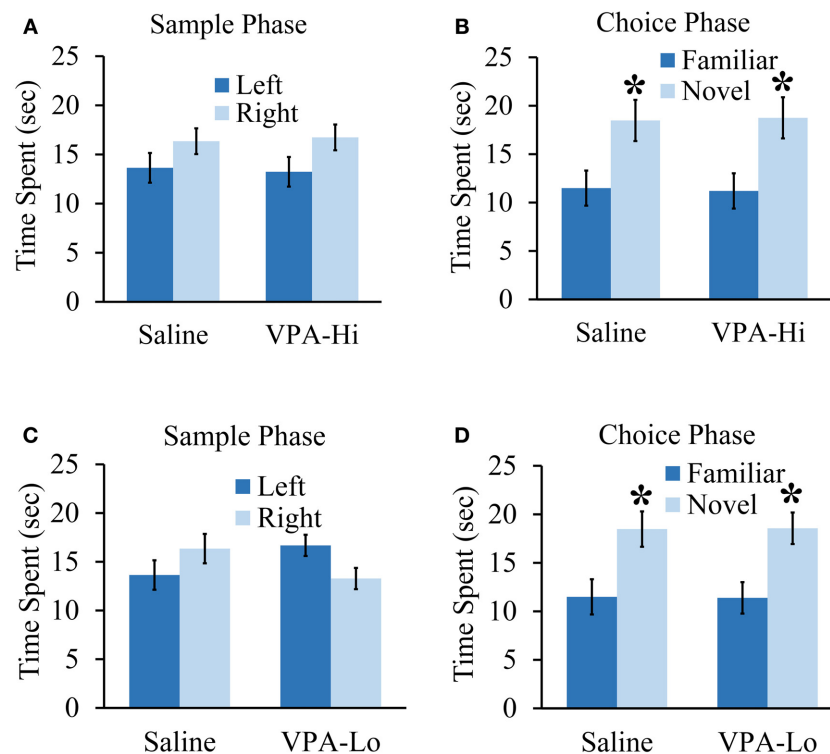 A
Sample Phase
Time Spent (sec)
25
20
15
10
5
0
Left
Right
Saline
VPA-Hi
B
Choice Phase
Time Spent (sec)
25
20
15
10
5
0
Familiar
Novel
*
*
Saline
VPA-Hi
C
Sample Phase
Time Spent (sec)
25
20
15
10
5
0
Left
Right
Saline
VPA-Lo
D
Choice Phase
Time Spent (sec)
25
20
15
10
5
0
Familiar
Novel
*
*
Saline
VPA-Lo